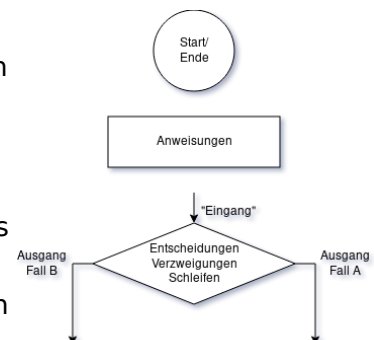 Start/
Ende
n
Anweisungen
"Eingang"
s
Entscheidungen
Verzweigungen
Schleifen
Ausgang
Fall B
Ausgang
Fall A
n